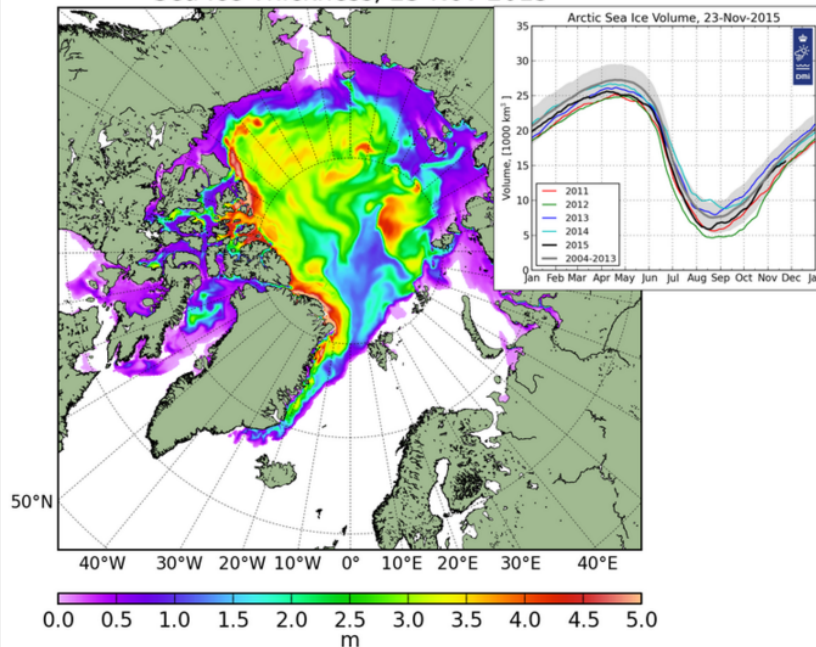 Arctic Sea Ice Volume, 23-Nov-2015
35
30
25
20
15
10
5
0
Volume, [1000 km³]
2011
2012
2013
2014
2015
2004-2013
Jan Feb Mar Apr May Jun Jul Aug Sep Oct Nov Dec
DMI
50°N
40°W 30°W 20°W 10°W 0° 10°E 20°E 30°E 40°E
0.0 0.5 1.0 1.5 2.0 2.5 3.0 3.5 4.0 4.5 5.0
m